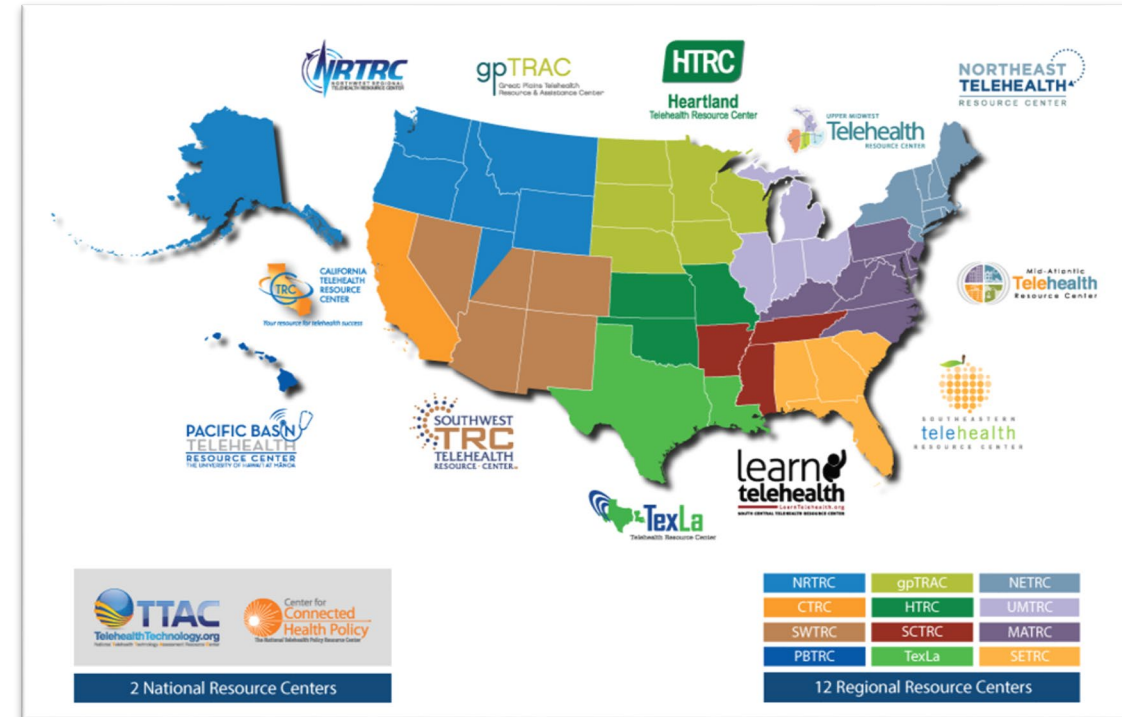 NRTRC
NORTHWEST REGIONAL
TELEHEALTH RESOURCE CENTER
gpTRAC
Great Plains Telehealth
Resource & Assistance Center
HTRC
Heartland
Telehealth Resource Center
UPPER MIDWEST
Telehealth
RESOURCE CENTER
NORTHEAST
TELEHEALTH
RESOURCE CENTER
TRC
CALIFORNIA
TELEHEALTH
RESOURCE
CENTER
Your resource for telehealth success
Mid-Atlantic
Telehealth
Resource Center
PACIFIC BASIN
TELEHEALTH
RESOURCE CENTER
THE UNIVERSITY OF HAWAI'I AT MĀNOA
SOUTHWEST
TRC
TELEHEALTH
RESOURCE · CENTER
SOUTHEASTERN
telehealth
RESOURCE CENTER
learn
telehealth
LearnTelehealth.org
SOUTH CENTRAL TELEHEALTH RESOURCE CENTER
TexLa
Telehealth Resource Center
TTAC
TelehealthTechnology.org
National Telehealth Technology Assessment Resource Center
Center for
Connected
Health Policy
The National Telehealth Policy Resource Center
2 National Resource Centers
NRTRC
gpTRAC
NETRC
CTRC
HTRC
UMTRC
SWTRC
SCTRC
MATRC
PBTRC
TexLa
SETRC
12 Regional Resource Centers